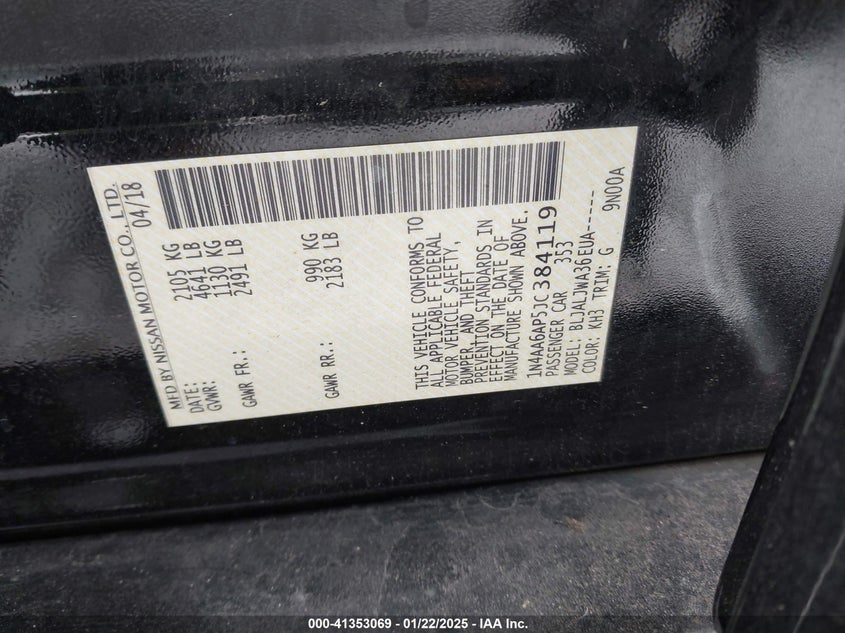 MFD BY NISSAN MOTOR CO., LTD.
DATE: 04/18
GVWR: 2105 KG
4641 LB
GAWR FR.: 1130 KG
2491 LB
GAWR RR.: 990 KG
2183 LB
THIS VEHICLE CONFORMS TO
ALL APPLICABLE FEDERAL
MOTOR VEHICLE SAFETY,
BUMPER, AND THEFT
PREVENTION STANDARDS IN
EFFECT ON THE DATE OF
MANUFACTURE SHOWN ABOVE.
1N4AA6AP5JC384119
PASSENGER CAR 353
MODEL: BLJALJWA36EUA-----
COLOR: KH3 TRIM: G 9N00A
000-41353069 - 01/22/2025 - IAA Inc.